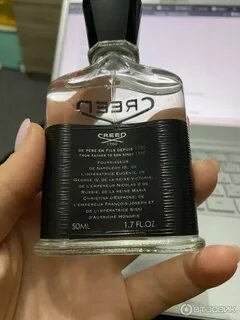 CREED
CREED
1760
DE PÈRE EN FILS DEPUIS 1760
FROM FATHER TO SON SINCE 1760
FOURNISSEUR
DE NAPOLÉON III, DE
L'IMPÉRATRICE EUGÉNIE, DE
GEORGE IV, DE LA REINE VICTORIA,
DE L'EMPEREUR NICOLAS II DE
RUSSIE, DE LA REINE MARIA
CHRISTINA D'ESPAGNE, DE
L'EMPEREUR FRANÇOIS-JOSEPH ET
DE L'IMPÉRATRICE SISSI
D'AUTRICHE HONGRIE
50ML 1.7 FL.OZ.
ОТЗОВИК